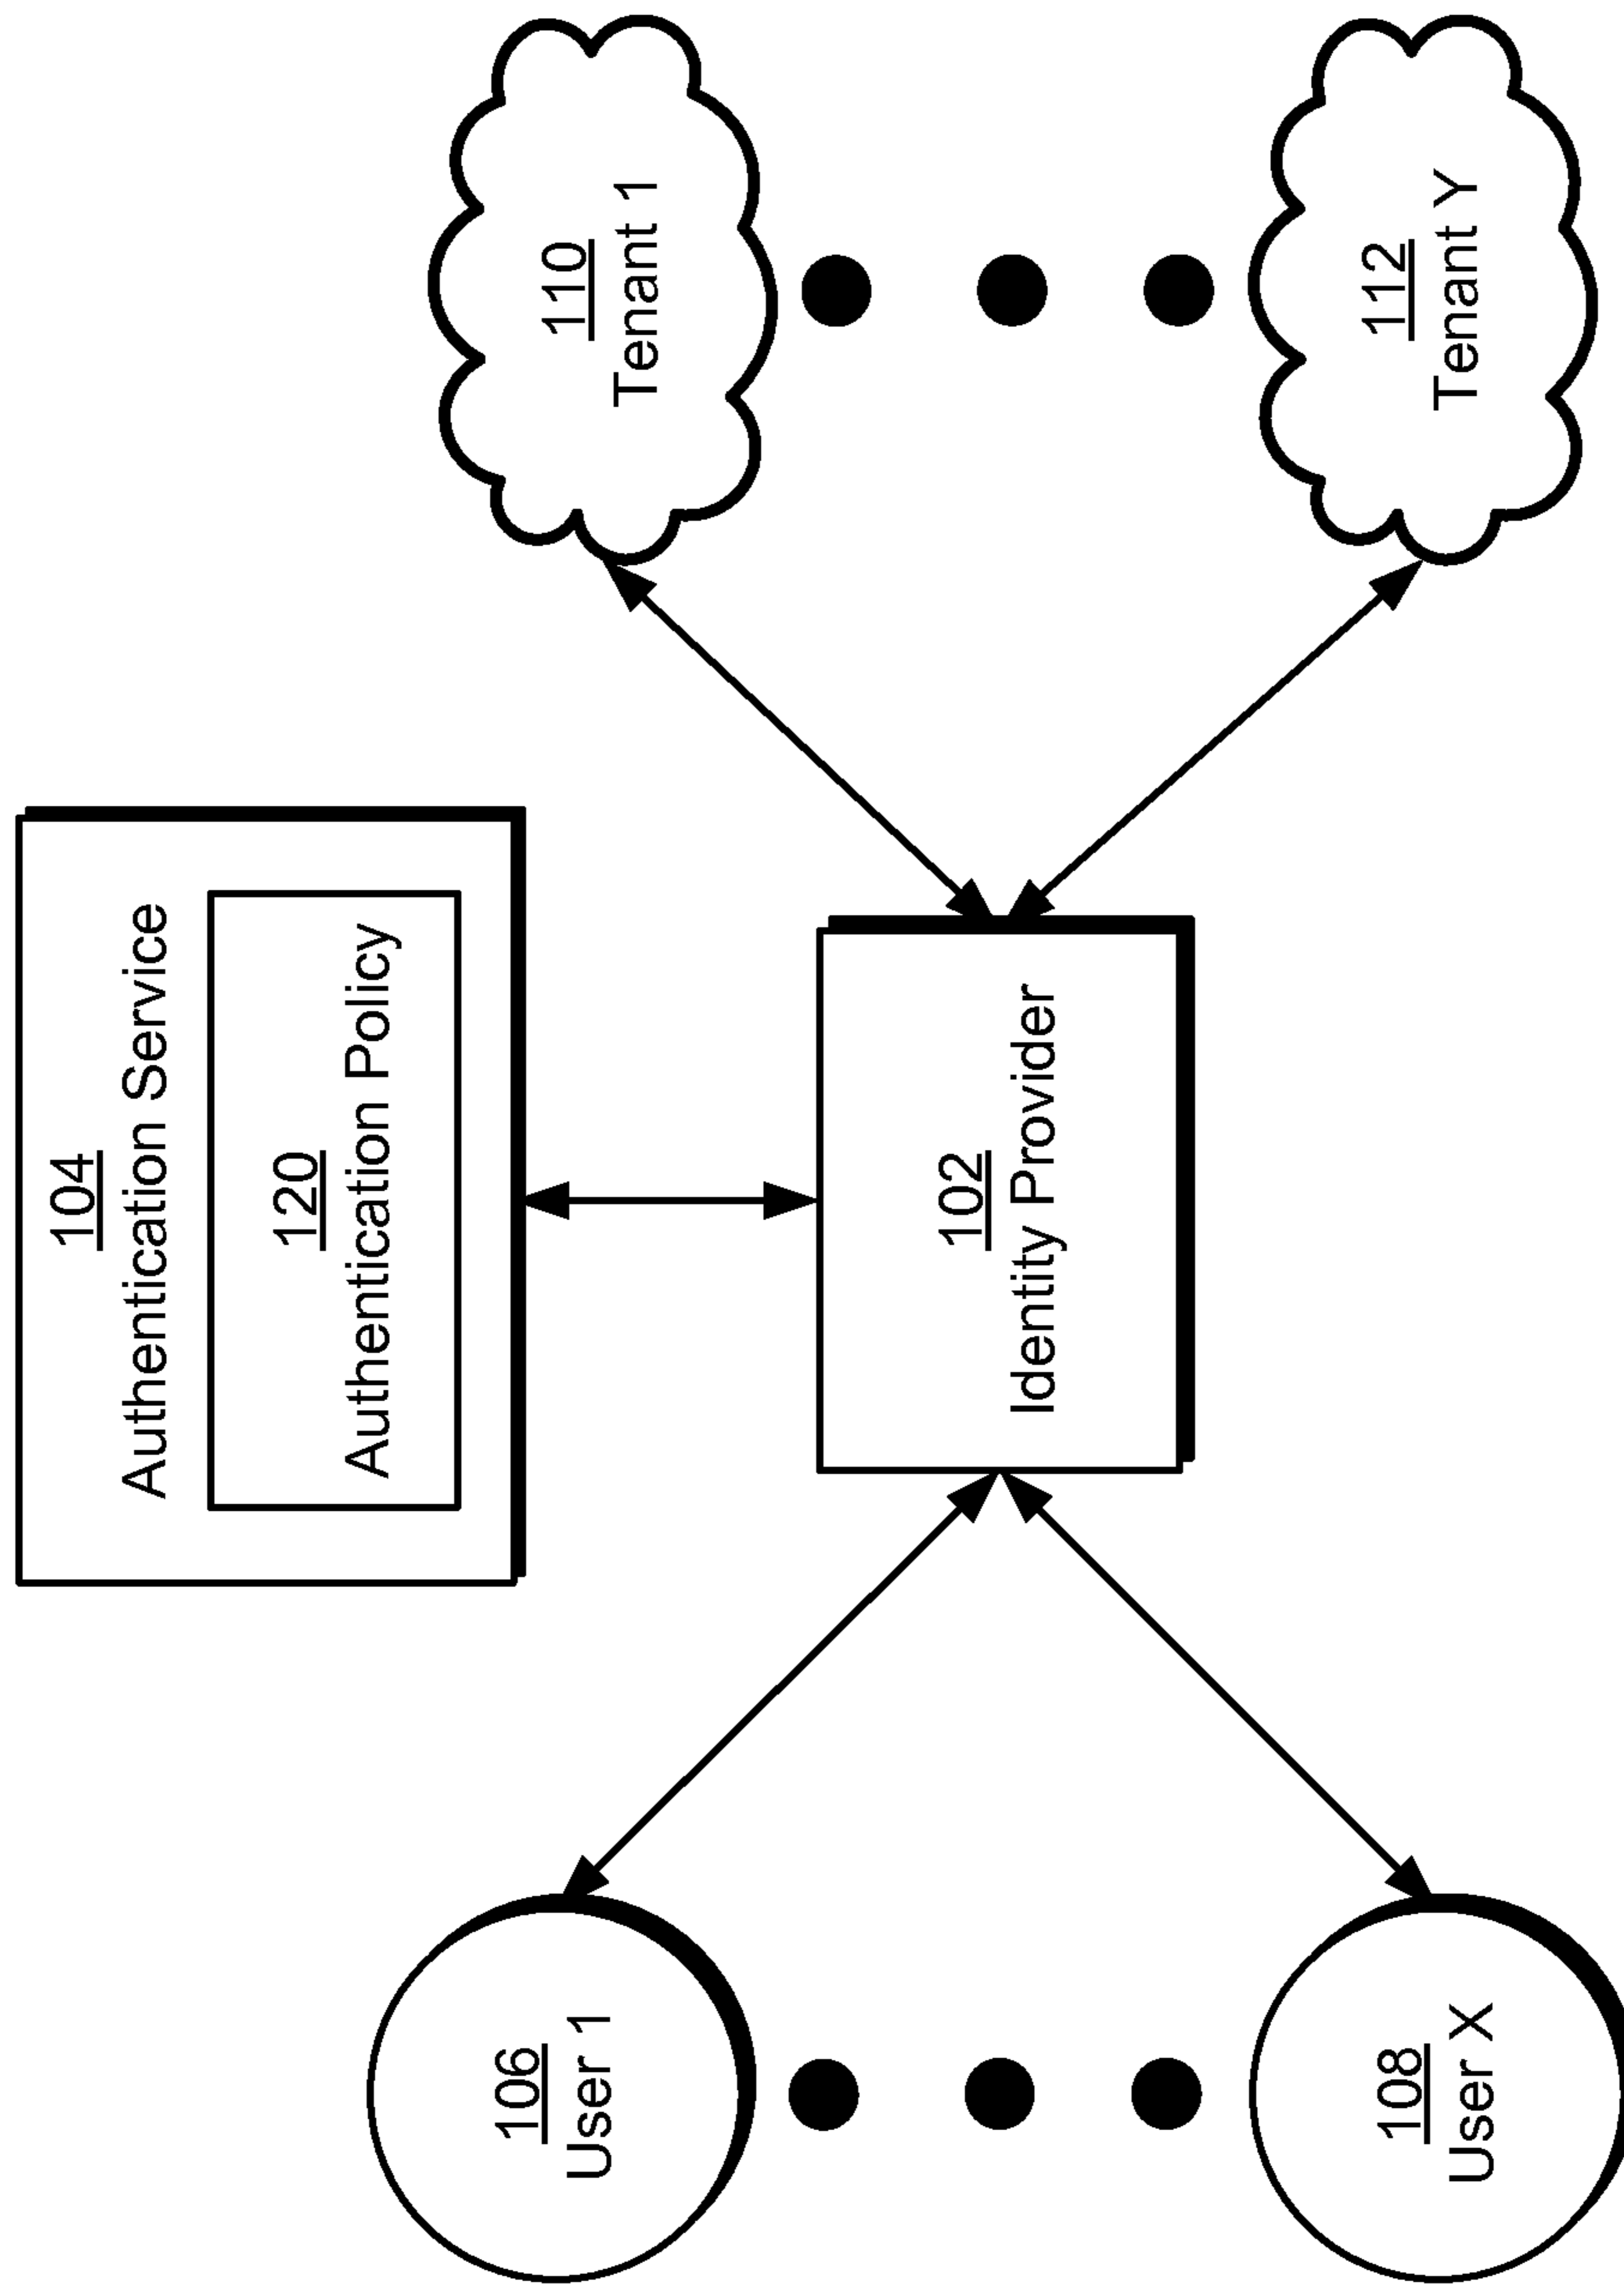 104
Authentication Service
120
Authentication Policy
106
User 1
102
Identity Provider
110
Tenant 1
108
User X
112
Tenant Y